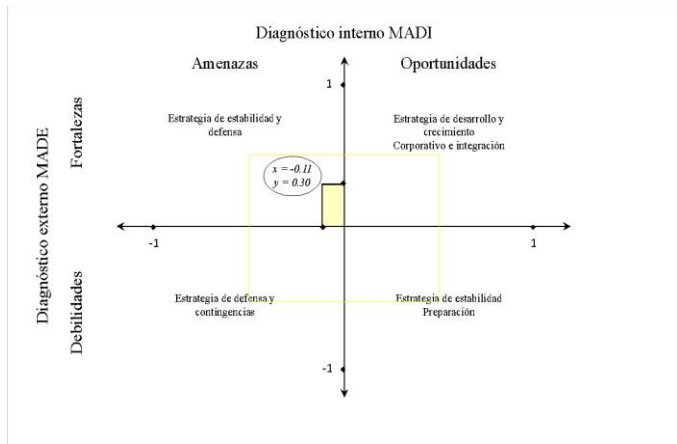 Diagnóstico interno MADI
Amenazas
Oportunidades
1
Diagnóstico externo MADE
Fortalezas
Debilidades
Estrategia de estabilidad y
defensa
Estrategia de desarrollo y
crecimiento
Corporativo e integración
x = -0.11
y = 0.30
-1
1
Estrategia de defensa y
contingencias
Estrategia de estabilidad
Preparación
-1